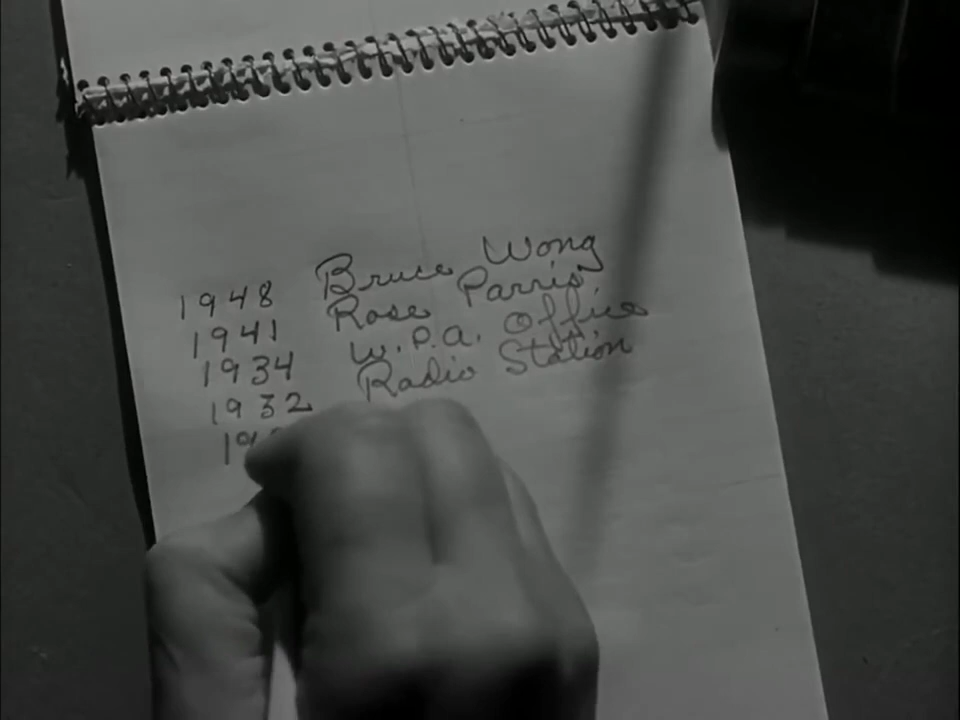 1948 Bruce Wong
1941 Rose Parris
1934 W.P.A. Office
1932 Radio Station